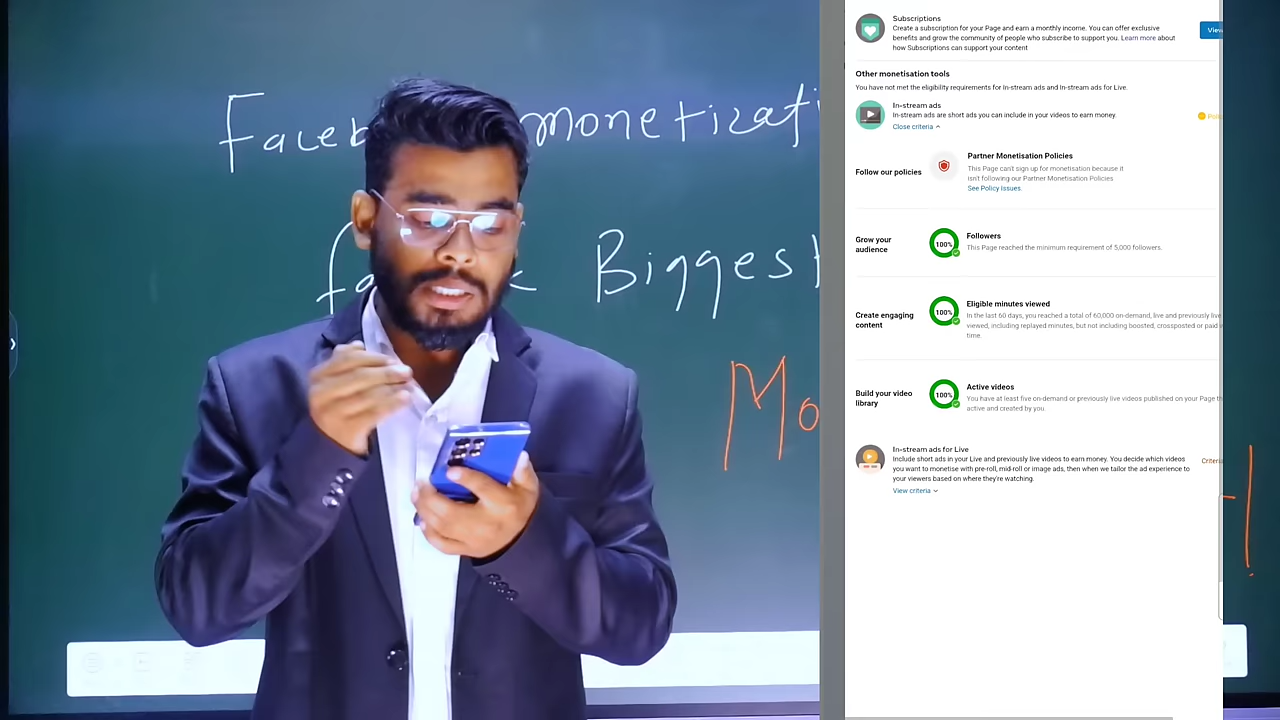 Subscriptions
Create a subscription for your Page and earn a monthly income. You can offer exclusive
benefits and grow the community of people who subscribe to support you. Learn more about
how Subscriptions can support your content
View
Other monetisation tools
You have not met the eligibility requirements for In-stream ads and In-stream ads for Live.
In-stream ads
In-stream ads are short ads you can include in your videos to earn money.
Close criteria
Follow our policies
Partner Monetisation Policies
This Page can't sign up for monetisation because it
isn't following our Partner Monetisation Policies
See Policy Issues.
Grow your
audience
100%
Followers
This Page reached the minimum requirement of 5,000 followers.
Create engaging
content
100%
Eligible minutes viewed
In the last 60 days, you reached a total of 60,000 on-demand, live and previously live
viewed, including replayed minutes, but not including boosted, crossposted or paid
time.
Build your video
library
100%
Active videos
You have at least five on-demand or previously live videos published on your Page
active and created by you.
In-stream ads for Live
Include short ads in your Live and previously live videos to earn money. You decide which videos
you want to monetise with pre-roll, mid-roll or image ads, then when we tailor the ad experience to
your viewers based on where they're watching.
View criteria
Faceb monetizati
Biggest
Mo